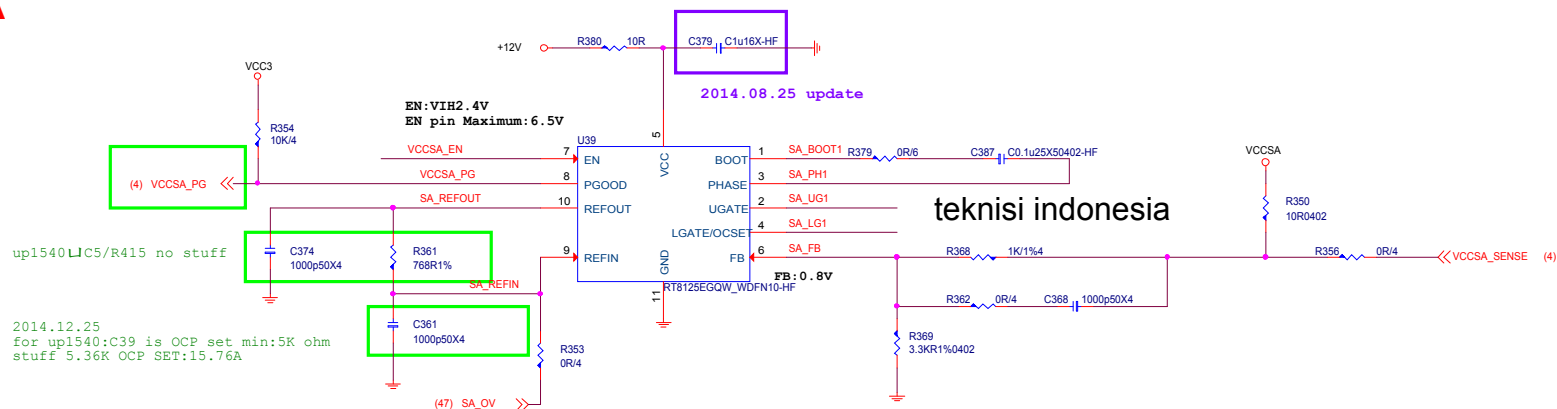 A
+12V
R380
10R
C379
C1u16X-HF
2014.08.25 update
VCC3
R354
10K/4
EN:VIH2.4V
EN pin Maximum:6.5V
U39
(4) VCCSA_PG
VCCSA_EN
7
EN
VCCSA_PG
8
PGOOD
SA_REFOUT
10
REFOUT
9
REFIN
5
VCC
GND
11
BOOT
1
SA_BOOT1
PHASE
3
SA_PH1
UGATE
2
SA_UG1
LGATE/OCSET
4
SA_LG1
FB
6
SA_FB
FB:0.8V
RT8125EGQW_WDFN10-HF
R379
0R/6
C387
C0.1u25X50402-HF
teknisi indonesia
VCCSA
R350
10R0402
R368
1K/1%4
R356
0R/4
VCCSA_SENSE (4)
R362
0R/4
C368
1000p50X4
R369
3.3KR1%0402
C374
1000p50X4
R361
768R1%
SA_REFIN
C361
1000p50X4
R353
0R/4
(47) SA_OV
up1540 C5/R415 no stuff
2014.12.25
for up1540:C39 is OCP set min:5K ohm
stuff 5.36K OCP SET:15.76A